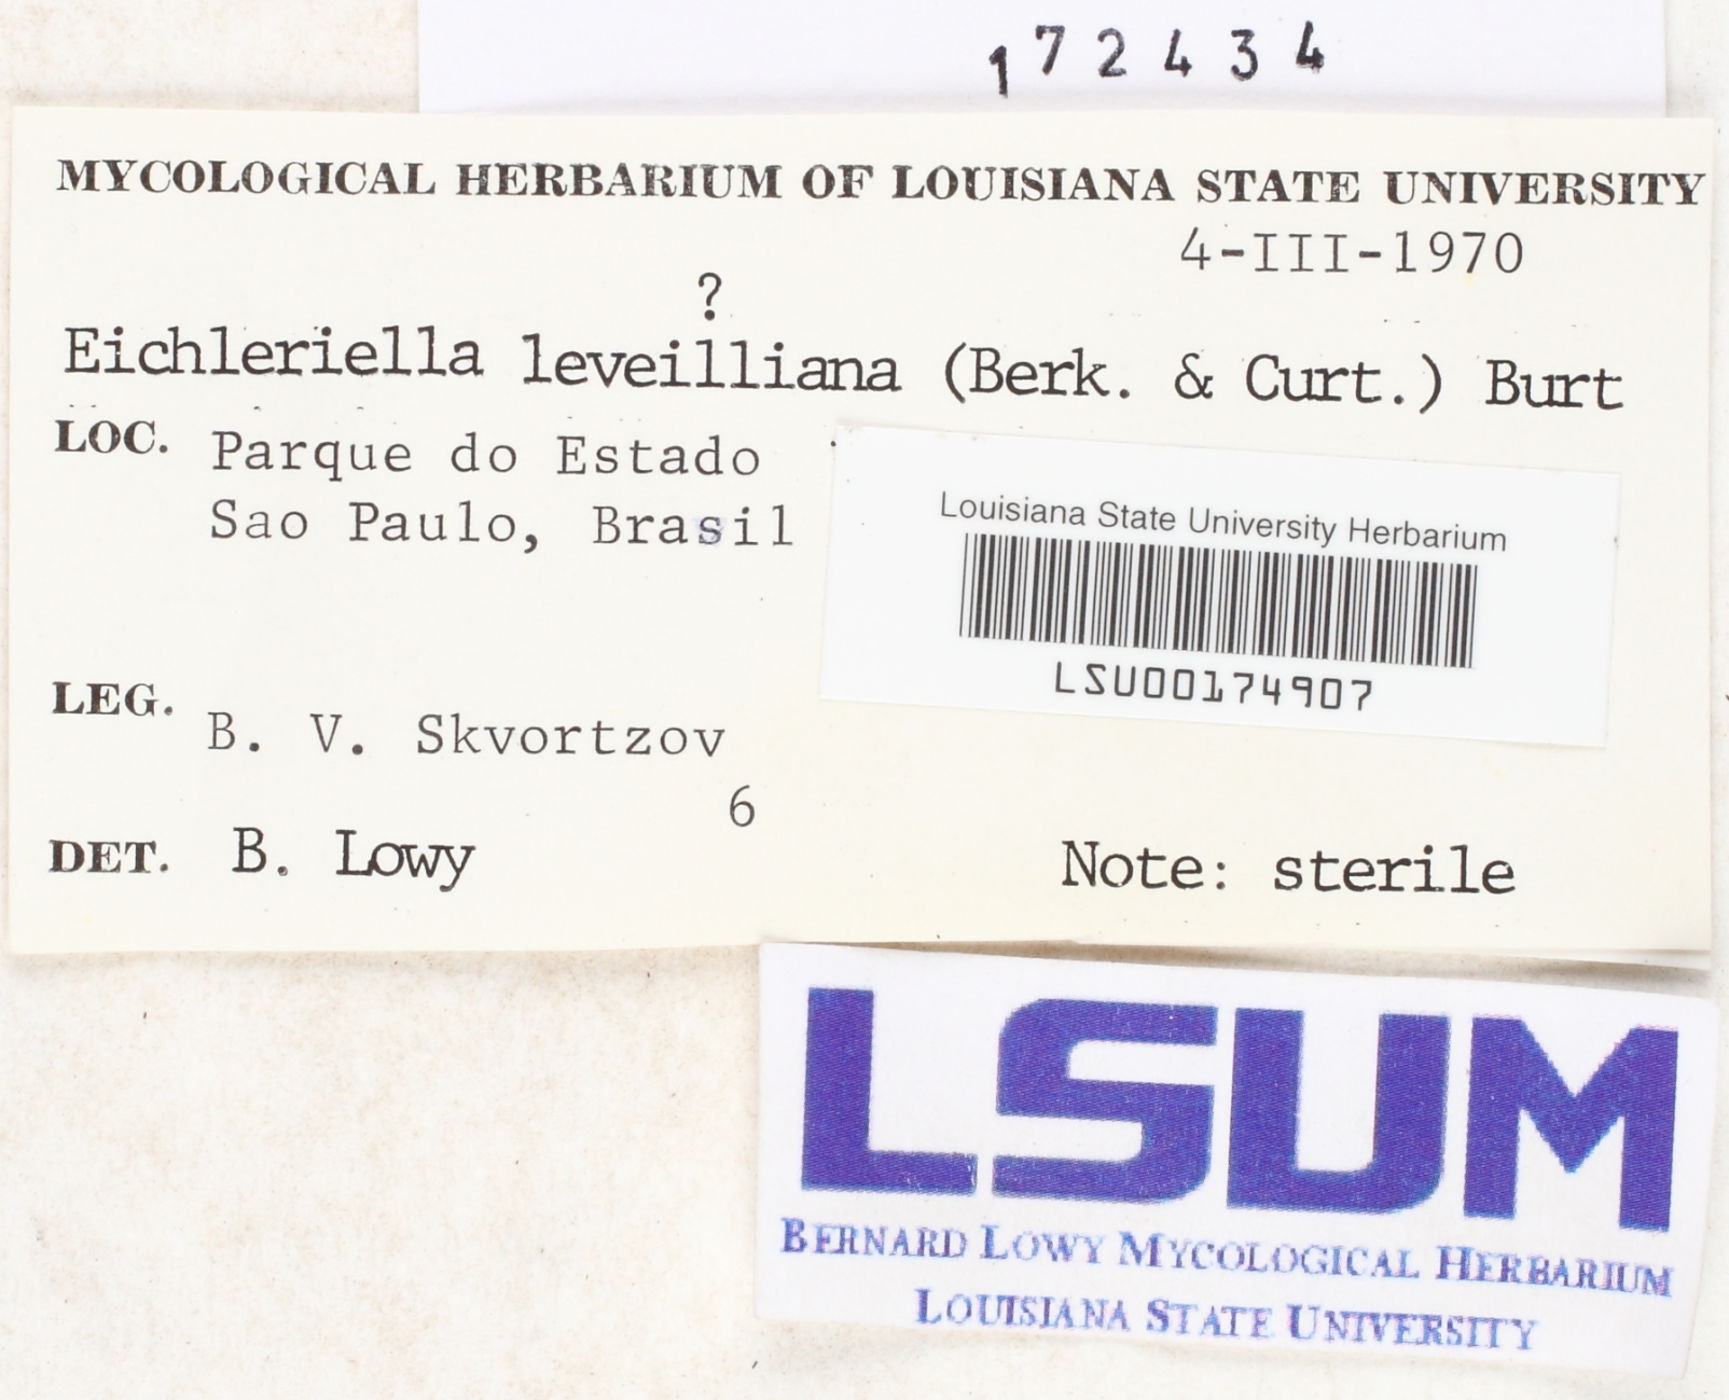 172434
MYCOLOGICAL HERBARIUM OF LOUISIANA STATE UNIVERSITY
4-III-1970
?
Eichleriella leveilliana (Berk. & Curt.) Burt
LOC. Parque do Estado
Sao Paulo, Brasil
Louisiana State University Herbarium
LSU00174907
LEG. B. V. Skvortzov
6
DET. B. Lowy
Note: sterile
LSUM
BERNARD LOWY MYCOLOGICAL HERBARIUM
LOUISIANA STATE UNIVERSITY